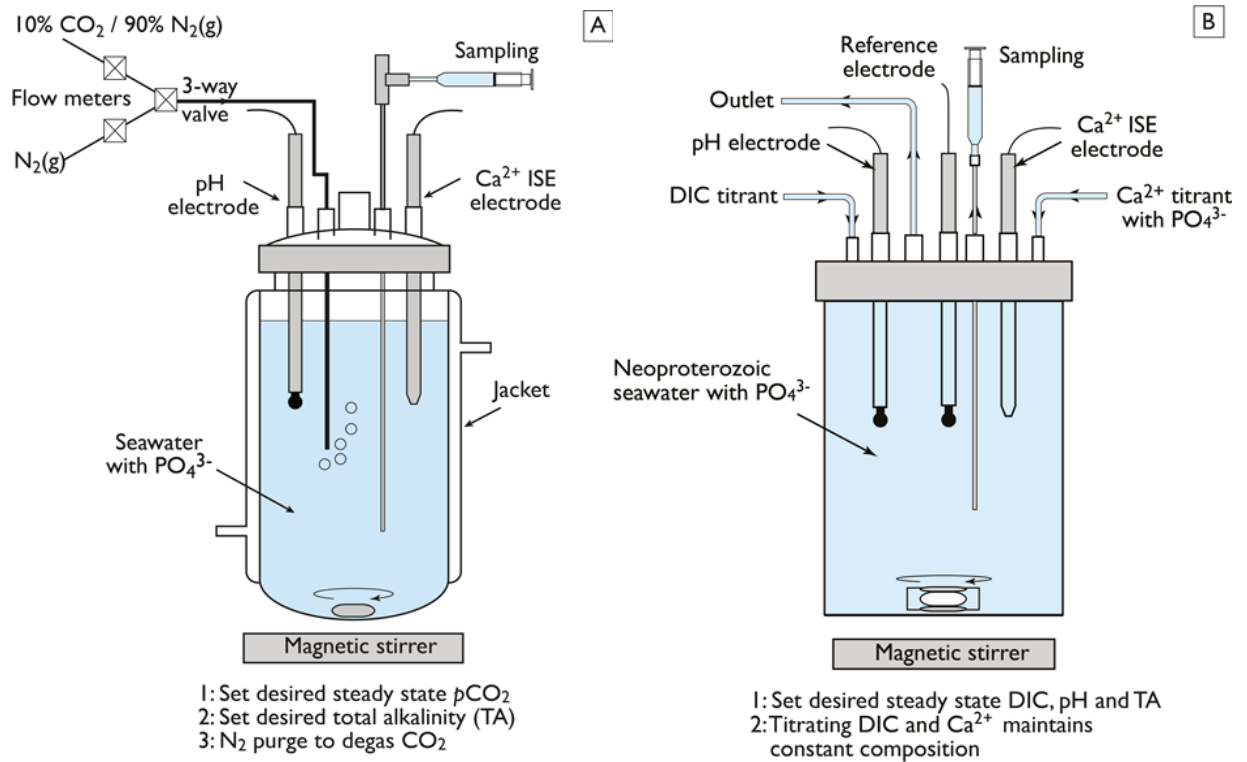 10% CO₂ / 90% N₂(g)
Flow meters
3-way
valve
N₂(g)
pH
electrode
Sampling
Ca²⁺ ISE
electrode
Jacket
Seawater
with PO₄³⁻
Magnetic stirrer
1: Set desired steady state pCO₂
2: Set desired total alkalinity (TA)
3: N₂ purge to degas CO₂
A
B
Reference
electrode
Sampling
Outlet
pH electrode
Ca²⁺ ISE
electrode
DIC titrant
Ca²⁺ titrant
with PO₄³⁻
Neoproterozoic
seawater with PO₄³⁻
Magnetic stirrer
1: Set desired steady state DIC, pH and TA
2: Titrating DIC and Ca²⁺ maintains
constant composition